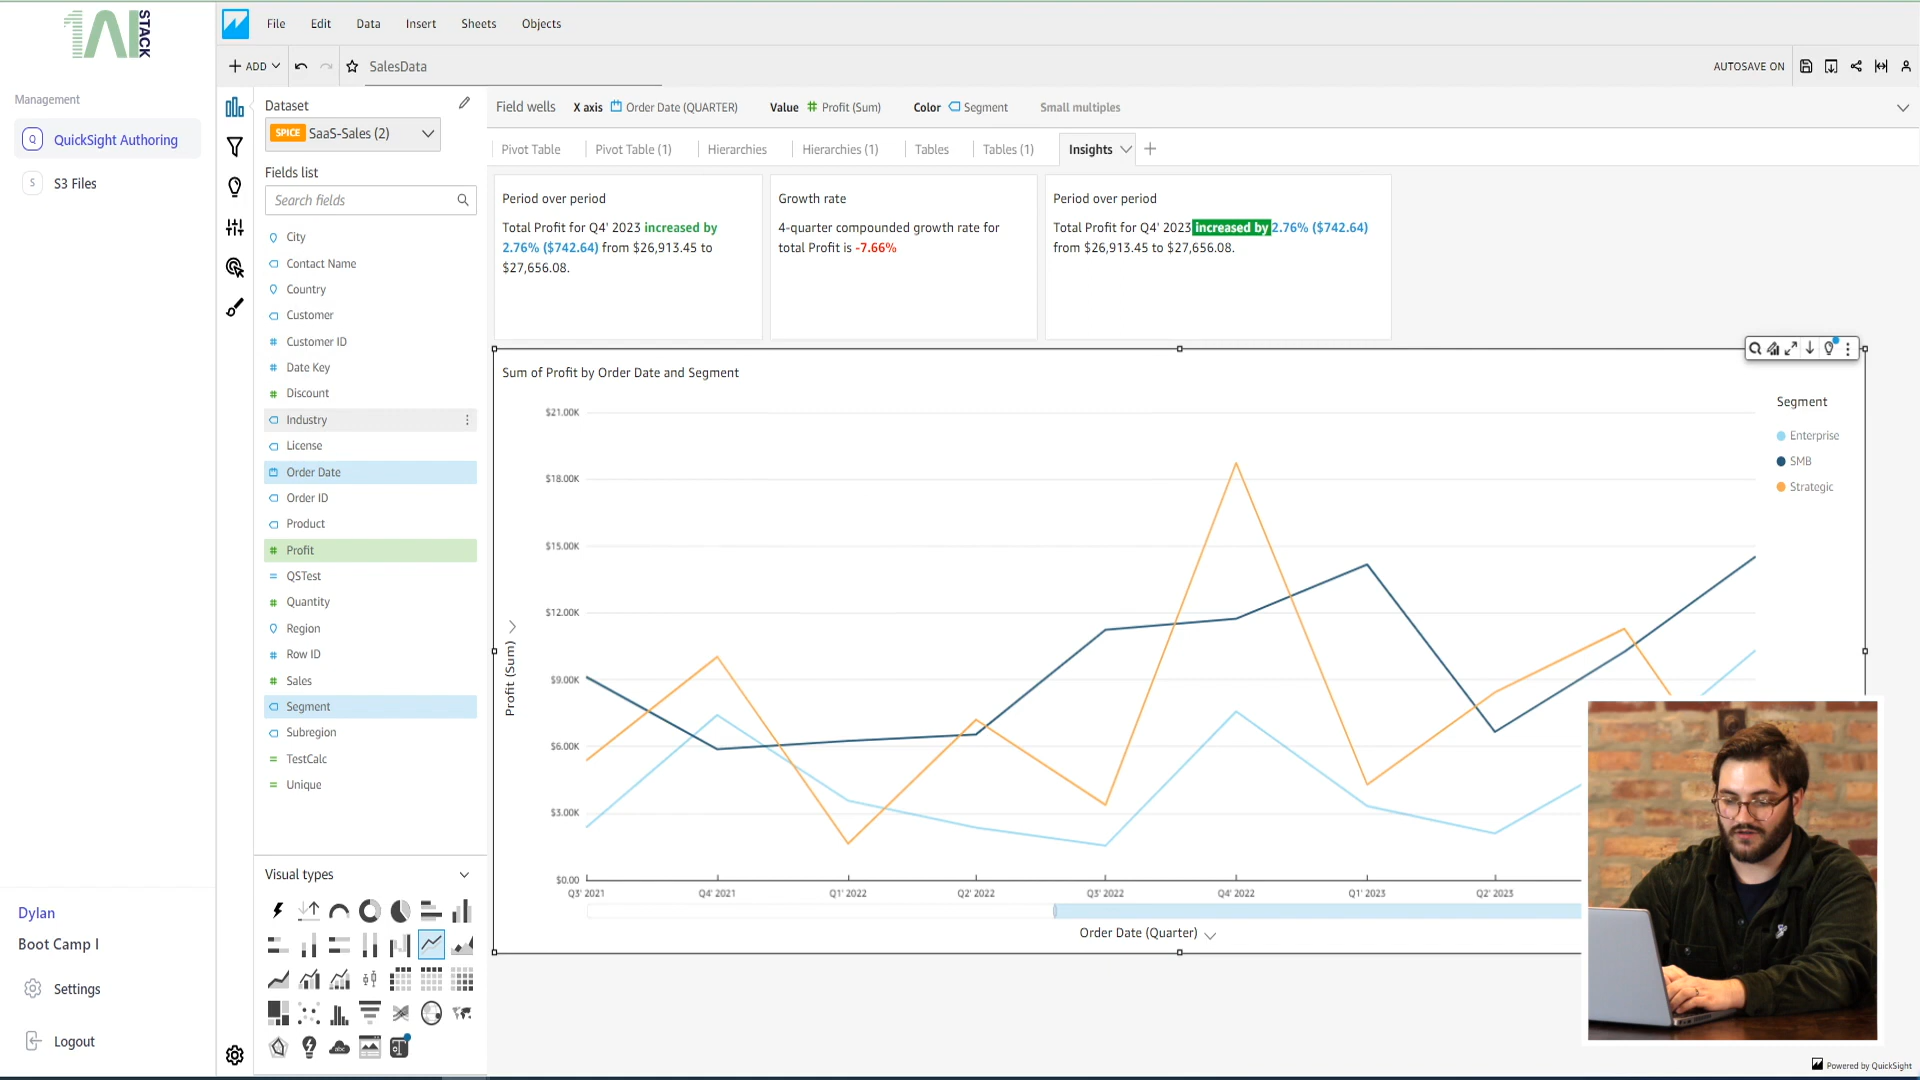 1AI STACK
Management
Q QuickSight Authoring
S S3 Files
Dylan
Boot Camp I
Settings
Logout
File Edit Data Insert Sheets Objects
ADD SalesData
AUTOSAVE ON
Dataset
SPICE SaaS-Sales (2)
Fields list
Search fields
City
Contact Name
Country
Customer
Customer ID
Date Key
Discount
Industry
License
Order Date
Order ID
Product
Profit
QSTest
Quantity
Region
Row ID
Sales
Segment
Subregion
TestCalc
Unique
Visual types
Field wells X axis Order Date (QUARTER) Value # Profit (Sum) Color Segment Small multiples
Pivot Table Pivot Table (1) Hierarchies Hierarchies (1) Tables Tables (1) Insights
Period over period
Total Profit for Q4' 2023 increased by
2.76% ($742.64) from $26,913.45 to
$27,656.08.
Growth rate
4-quarter compounded growth rate for
total Profit is -7.66%
Period over period
Total Profit for Q4' 2023 increased by 2.76% ($742.64)
from $26,913.45 to $27,656.08.
Sum of Profit by Order Date and Segment
Profit (Sum)
$21.00K
$18.00K
$15.00K
$12.00K
$9.00K
$6.00K
$3.00K
$0.00
Q3' 2021 Q4' 2021 Q1' 2022 Q2' 2022 Q3' 2022 Q4' 2022 Q1' 2023 Q2' 2023
Order Date (Quarter)
Segment
Enterprise
SMB
Strategic
Powered by QuickSight